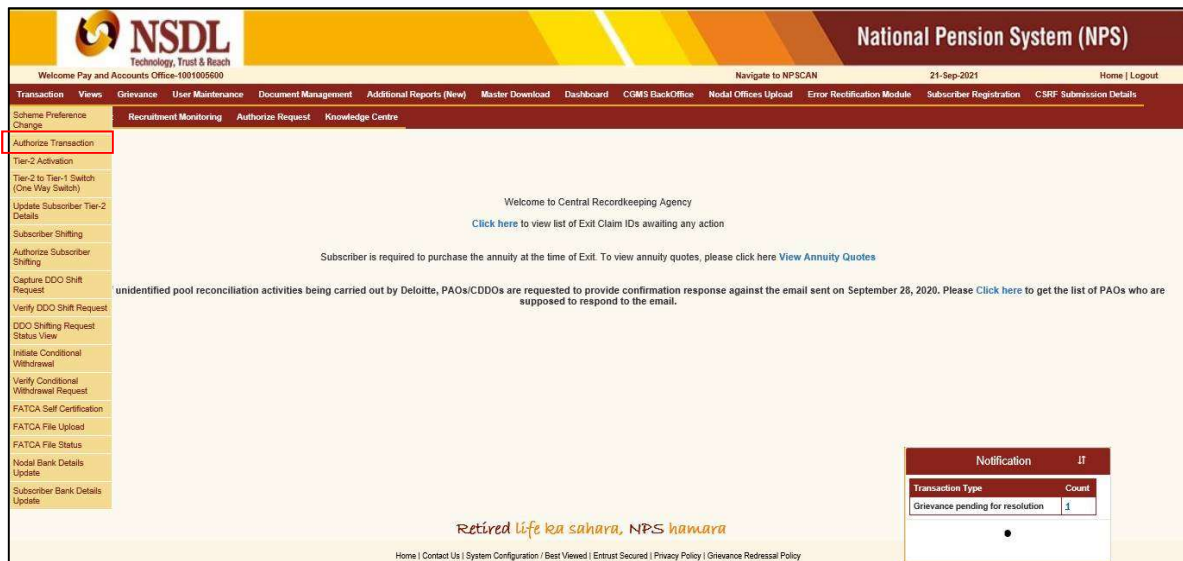 NSDL
Technology, Trust & Reach
National Pension System (NPS)
Welcome Pay and Accounts Office-1001005600
Navigate to NPSCAN
21-Sep-2021
Home | Logout
Transaction Views Grievance User Maintenance Document Management Additional Reports (New) Master Download Dashboard CGMS BackOffice Nodal Offices Upload Error Rectification Module Subscriber Registration CSRF Submission Details
Recruitment Monitoring Authorize Request Knowledge Centre
Scheme Preference
Change
Authorize Transaction
Tier-2 Activation
Tier-2 to Tier-1 Switch
(One Way Switch)
Update Subscriber Tier-2
Details
Subscriber Shifting
Authorize Subscriber
Shifting
Capture DDO Shift
Request
Verify DDO Shift Request
DDO Shifting Request
Status View
Initiate Conditional
Withdrawal
Verify Conditional
Withdrawal Request
FATCA Self Certification
FATCA File Upload
FATCA File Status
Nodal Bank Details
Update
Subscriber Bank Details
Update
Welcome to Central Recordkeeping Agency
Click here to view list of Exit Claim IDs awaiting any action
Subscriber is required to purchase the annuity at the time of Exit. To view annuity quotes, please click here View Annuity Quotes
unidentified pool reconciliation activities being carried out by Deloitte, PAOs/CDDOs are requested to provide confirmation response against the email sent on September 28, 2020. Please Click here to get the list of PAOs who are
supposed to respond to the email.
Notification
Transaction Type Count
Grievance pending for resolution 1
Retired life ka sahara, NPS hamara
Home | Contact Us | System Configuration / Best Viewed | Entrust Secured | Privacy Policy | Grievance Redressal Policy